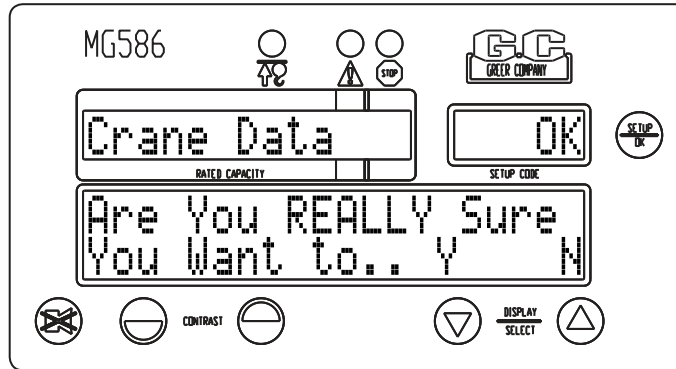 MG586
G.C
GREER COMPANY
STOP
Crane Data
RATED CAPACITY
OK
SETUP CODE
SETUP
OK
Are You REALLY Sure
You Want to.. Y N
CONTRAST
DISPLAY
SELECT